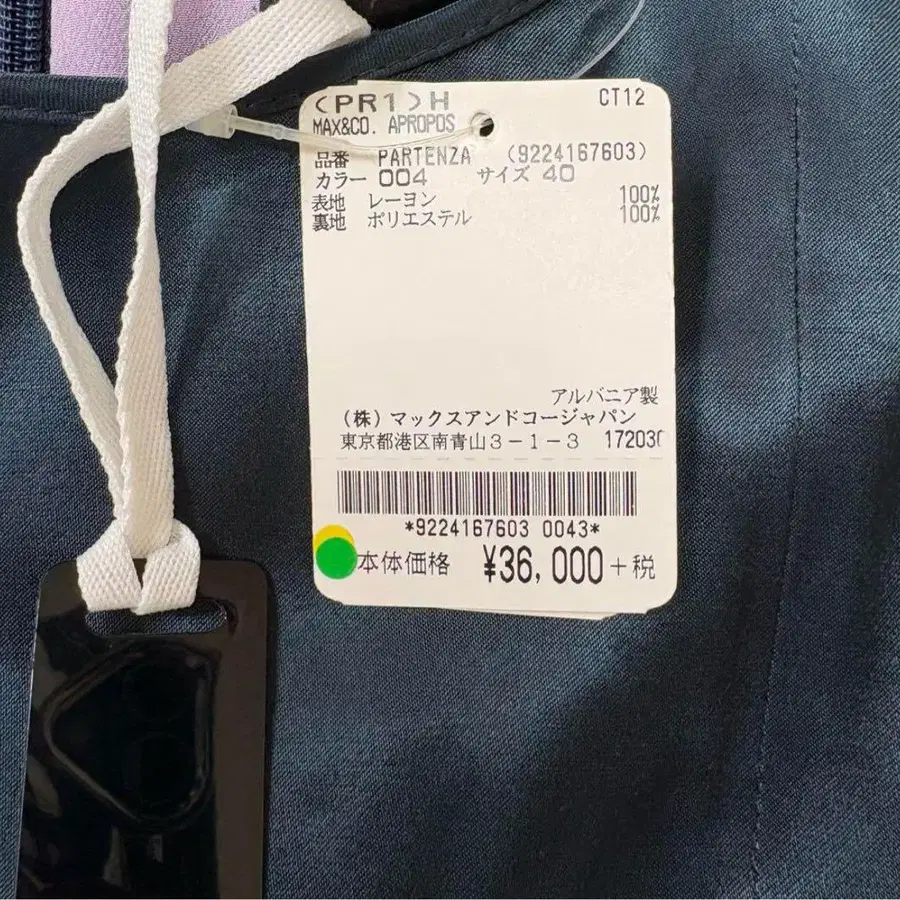 (PR1)H CT12
MAX&CO. APROPOS
品番 PARTENZA (9224167603)
カラー 004 サイズ 40
表地 レーヨン 100%
裏地 ポリエステル 100%
アルバニア製
(株)マックスアンドコージャパン
東京都港区南青山3-1-3 172030
*9224167603 0043*
本体価格 ¥36,000+税